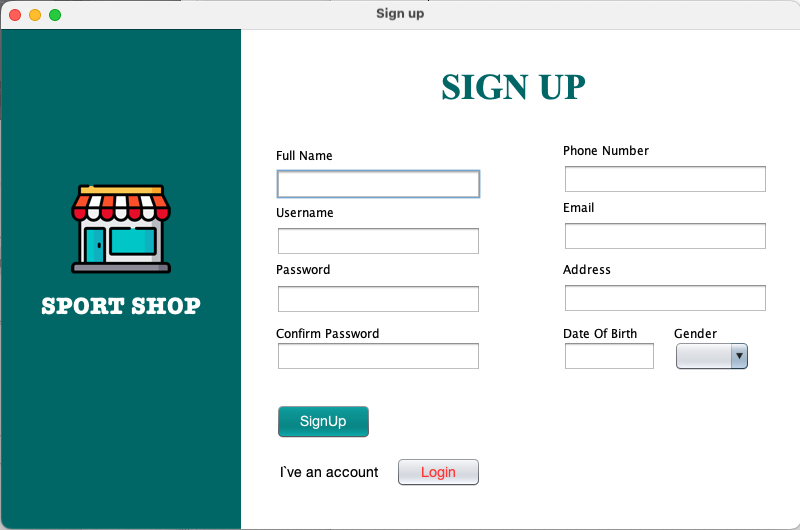 Sign up
SPORT SHOP
SIGN UP
Full Name
Username
Password
Confirm Password
Phone Number
Email
Address
Date Of Birth
Gender
SignUp
I`ve an account
Login